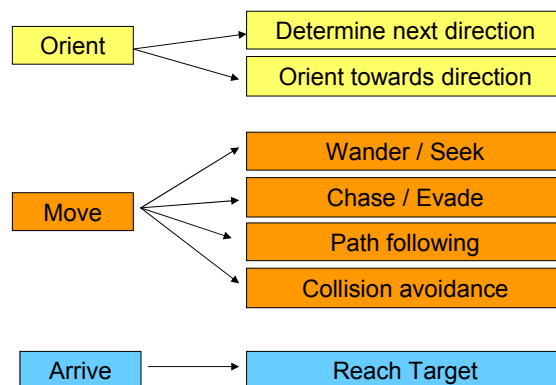 Orient
Determine next direction
Orient towards direction
Move
Wander / Seek
Chase / Evade
Path following
Collision avoidance
Arrive
Reach Target